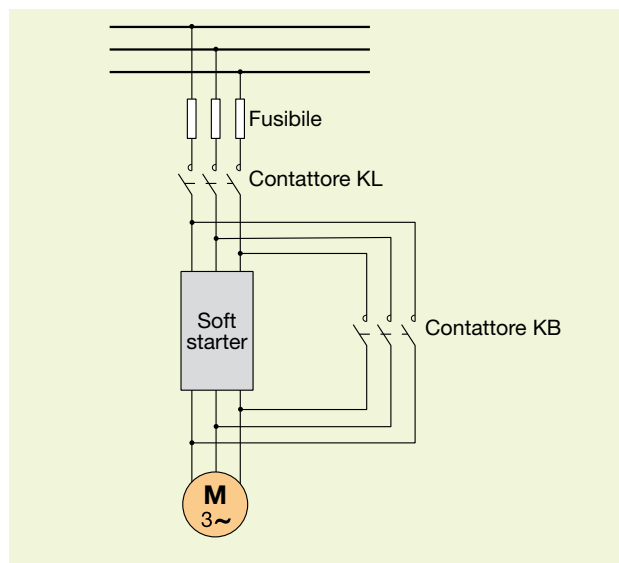 Fusibile
Contattore KL
Soft
starter
Contattore KB
M
3~